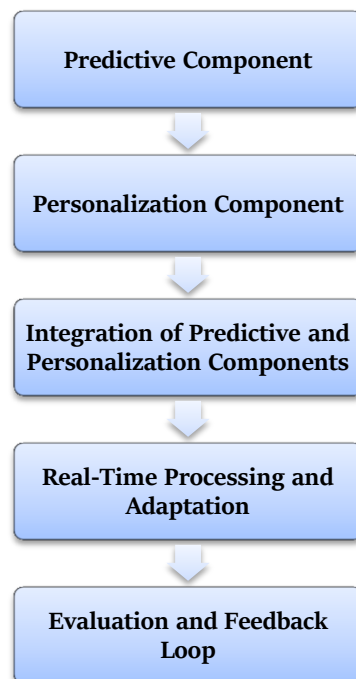 Predictive Component
Personalization Component
Integration of Predictive and
Personalization Components
Real-Time Processing and
Adaptation
Evaluation and Feedback
Loop